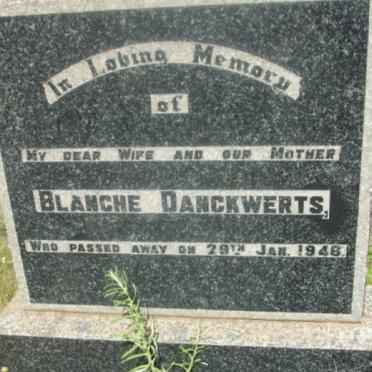 In Loving Memory
of
My dear Wife and our Mother
Blanche Danckwerts,
Who passed away on 29th Jan. 1946.